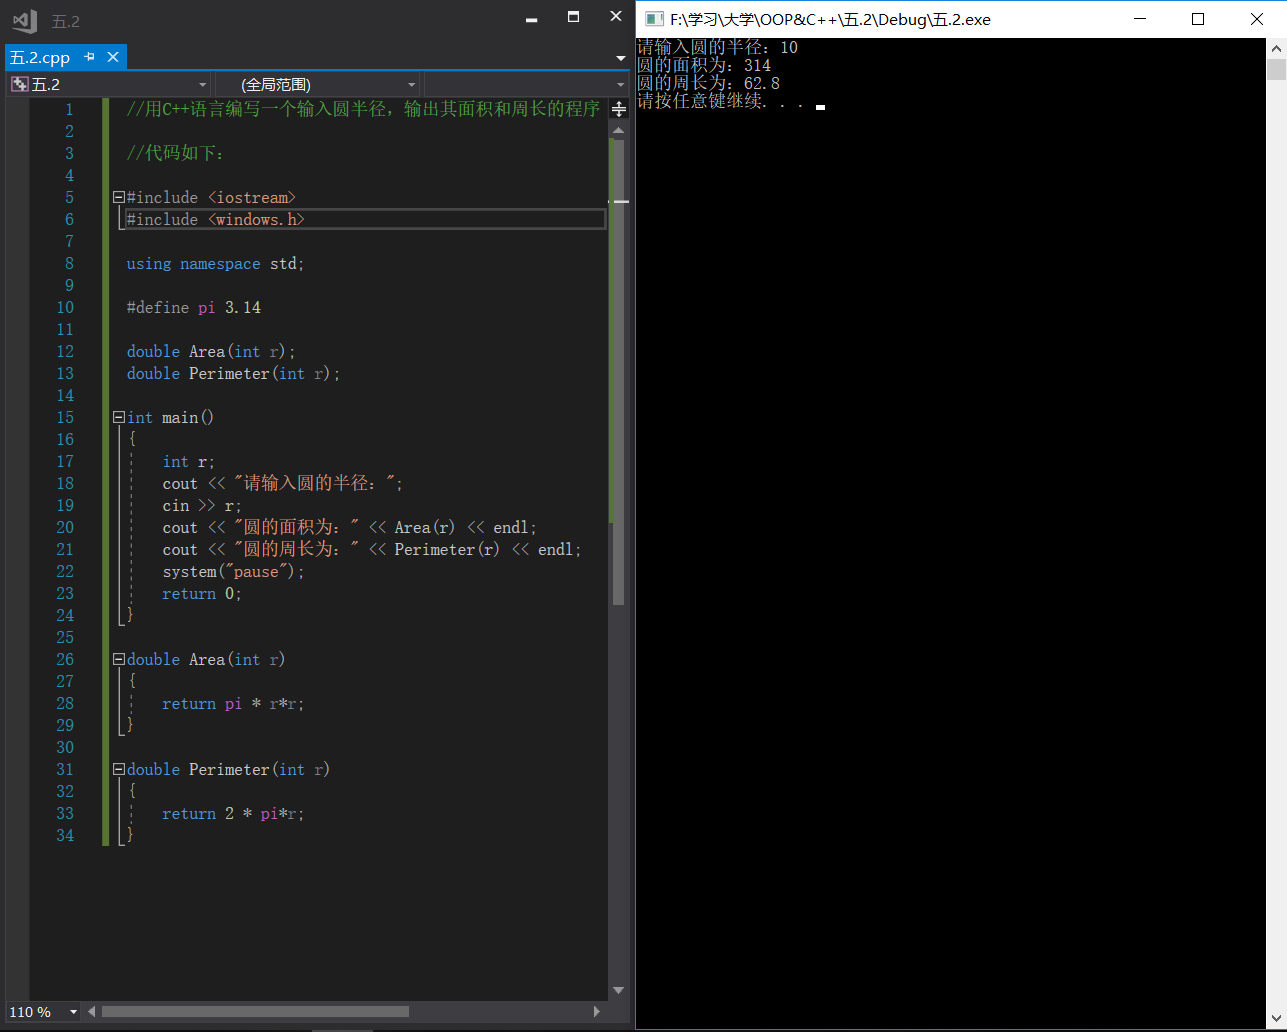 五.2
五.2.cpp
五.2 (全局范围)
1 //用C++语言编写一个输入圆半径，输出其面积和周长的程序
2
3 //代码如下：
4
5 #include <iostream>
6 #include <windows.h>
7
8 using namespace std;
9
10 #define pi 3.14
11
12 double Area(int r);
13 double Perimeter(int r);
14
15 int main()
16 {
17 int r;
18 cout << "请输入圆的半径：";
19 cin >> r;
20 cout << "圆的面积为：" << Area(r) << endl;
21 cout << "圆的周长为：" << Perimeter(r) << endl;
22 system("pause");
23 return 0;
24 }
25
26 double Area(int r)
27 {
28 return pi * r*r;
29 }
30
31 double Perimeter(int r)
32 {
33 return 2 * pi*r;
34 }
110 %
F:\学习\大学\OOP&C++\五.2\Debug\五.2.exe
请输入圆的半径：10
圆的面积为：314
圆的周长为：62.8
请按任意键继续. . .